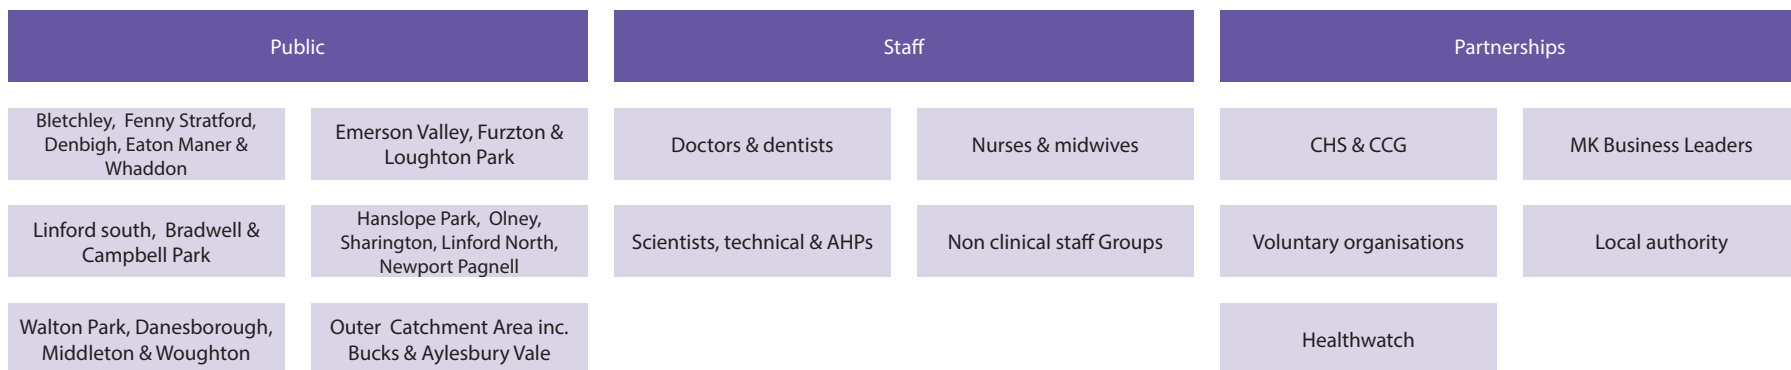 Public
Bletchley, Fenny Stratford,
Denbigh, Eaton Maner &
Whaddon
Emerson Valley, Furzton &
Loughton Park
Linford south, Bradwell &
Campbell Park
Hanslope Park, Olney,
Sharington, Linford North,
Newport Pagnell
Walton Park, Danesborough,
Middleton & Woughton
Outer Catchment Area inc.
Bucks & Aylesbury Vale
Staff
Doctors & dentists
Nurses & midwives
Scientists, technical & AHPs
Non clinical staff Groups
Partnerships
CHS & CCG
MK Business Leaders
Voluntary organisations
Local authority
Healthwatch